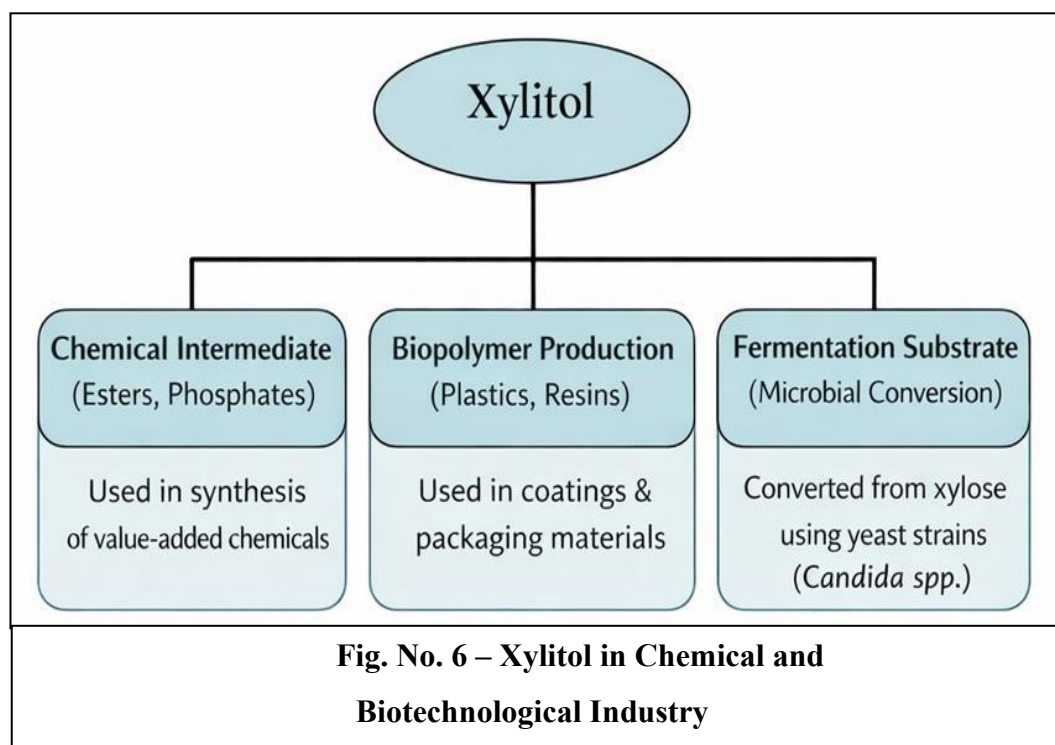 Xylitol
Chemical Intermediate
(Esters, Phosphates)
Used in synthesis
of value-added chemicals
Biopolymer Production
(Plastics, Resins)
Used in coatings &
packaging materials
Fermentation Substrate
(Microbial Conversion)
Converted from xylose
using yeast strains
(Candida spp.)
Fig. No. 6 – Xylitol in Chemical and
Biotechnological Industry